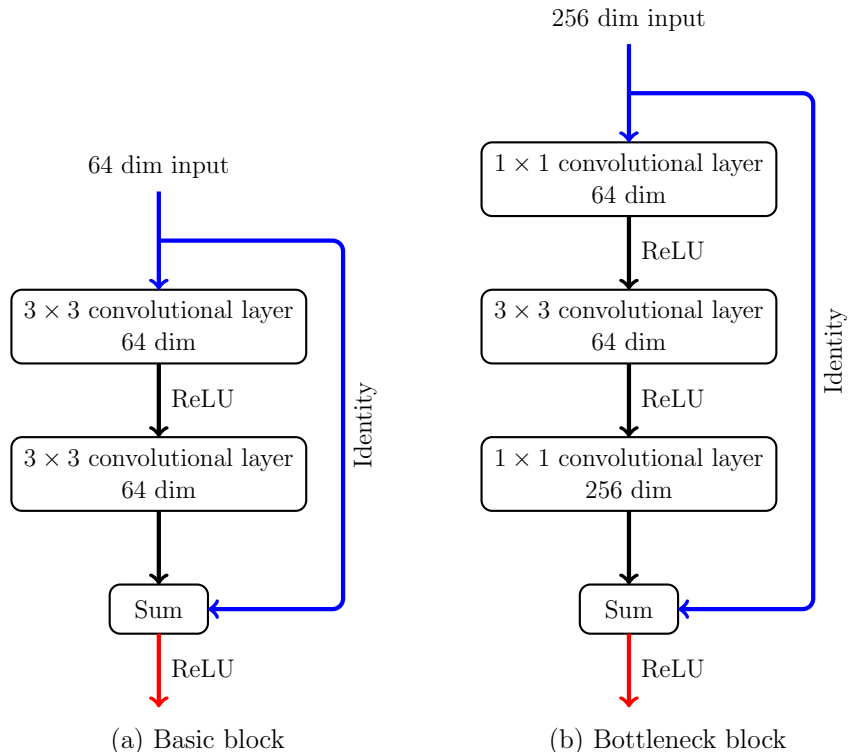 64 dim input
3 × 3 convolutional layer
64 dim
ReLU
3 × 3 convolutional layer
64 dim
Identity
Sum
ReLU
(a) Basic block
256 dim input
1 × 1 convolutional layer
64 dim
ReLU
3 × 3 convolutional layer
64 dim
ReLU
1 × 1 convolutional layer
256 dim
Identity
Sum
ReLU
(b) Bottleneck block